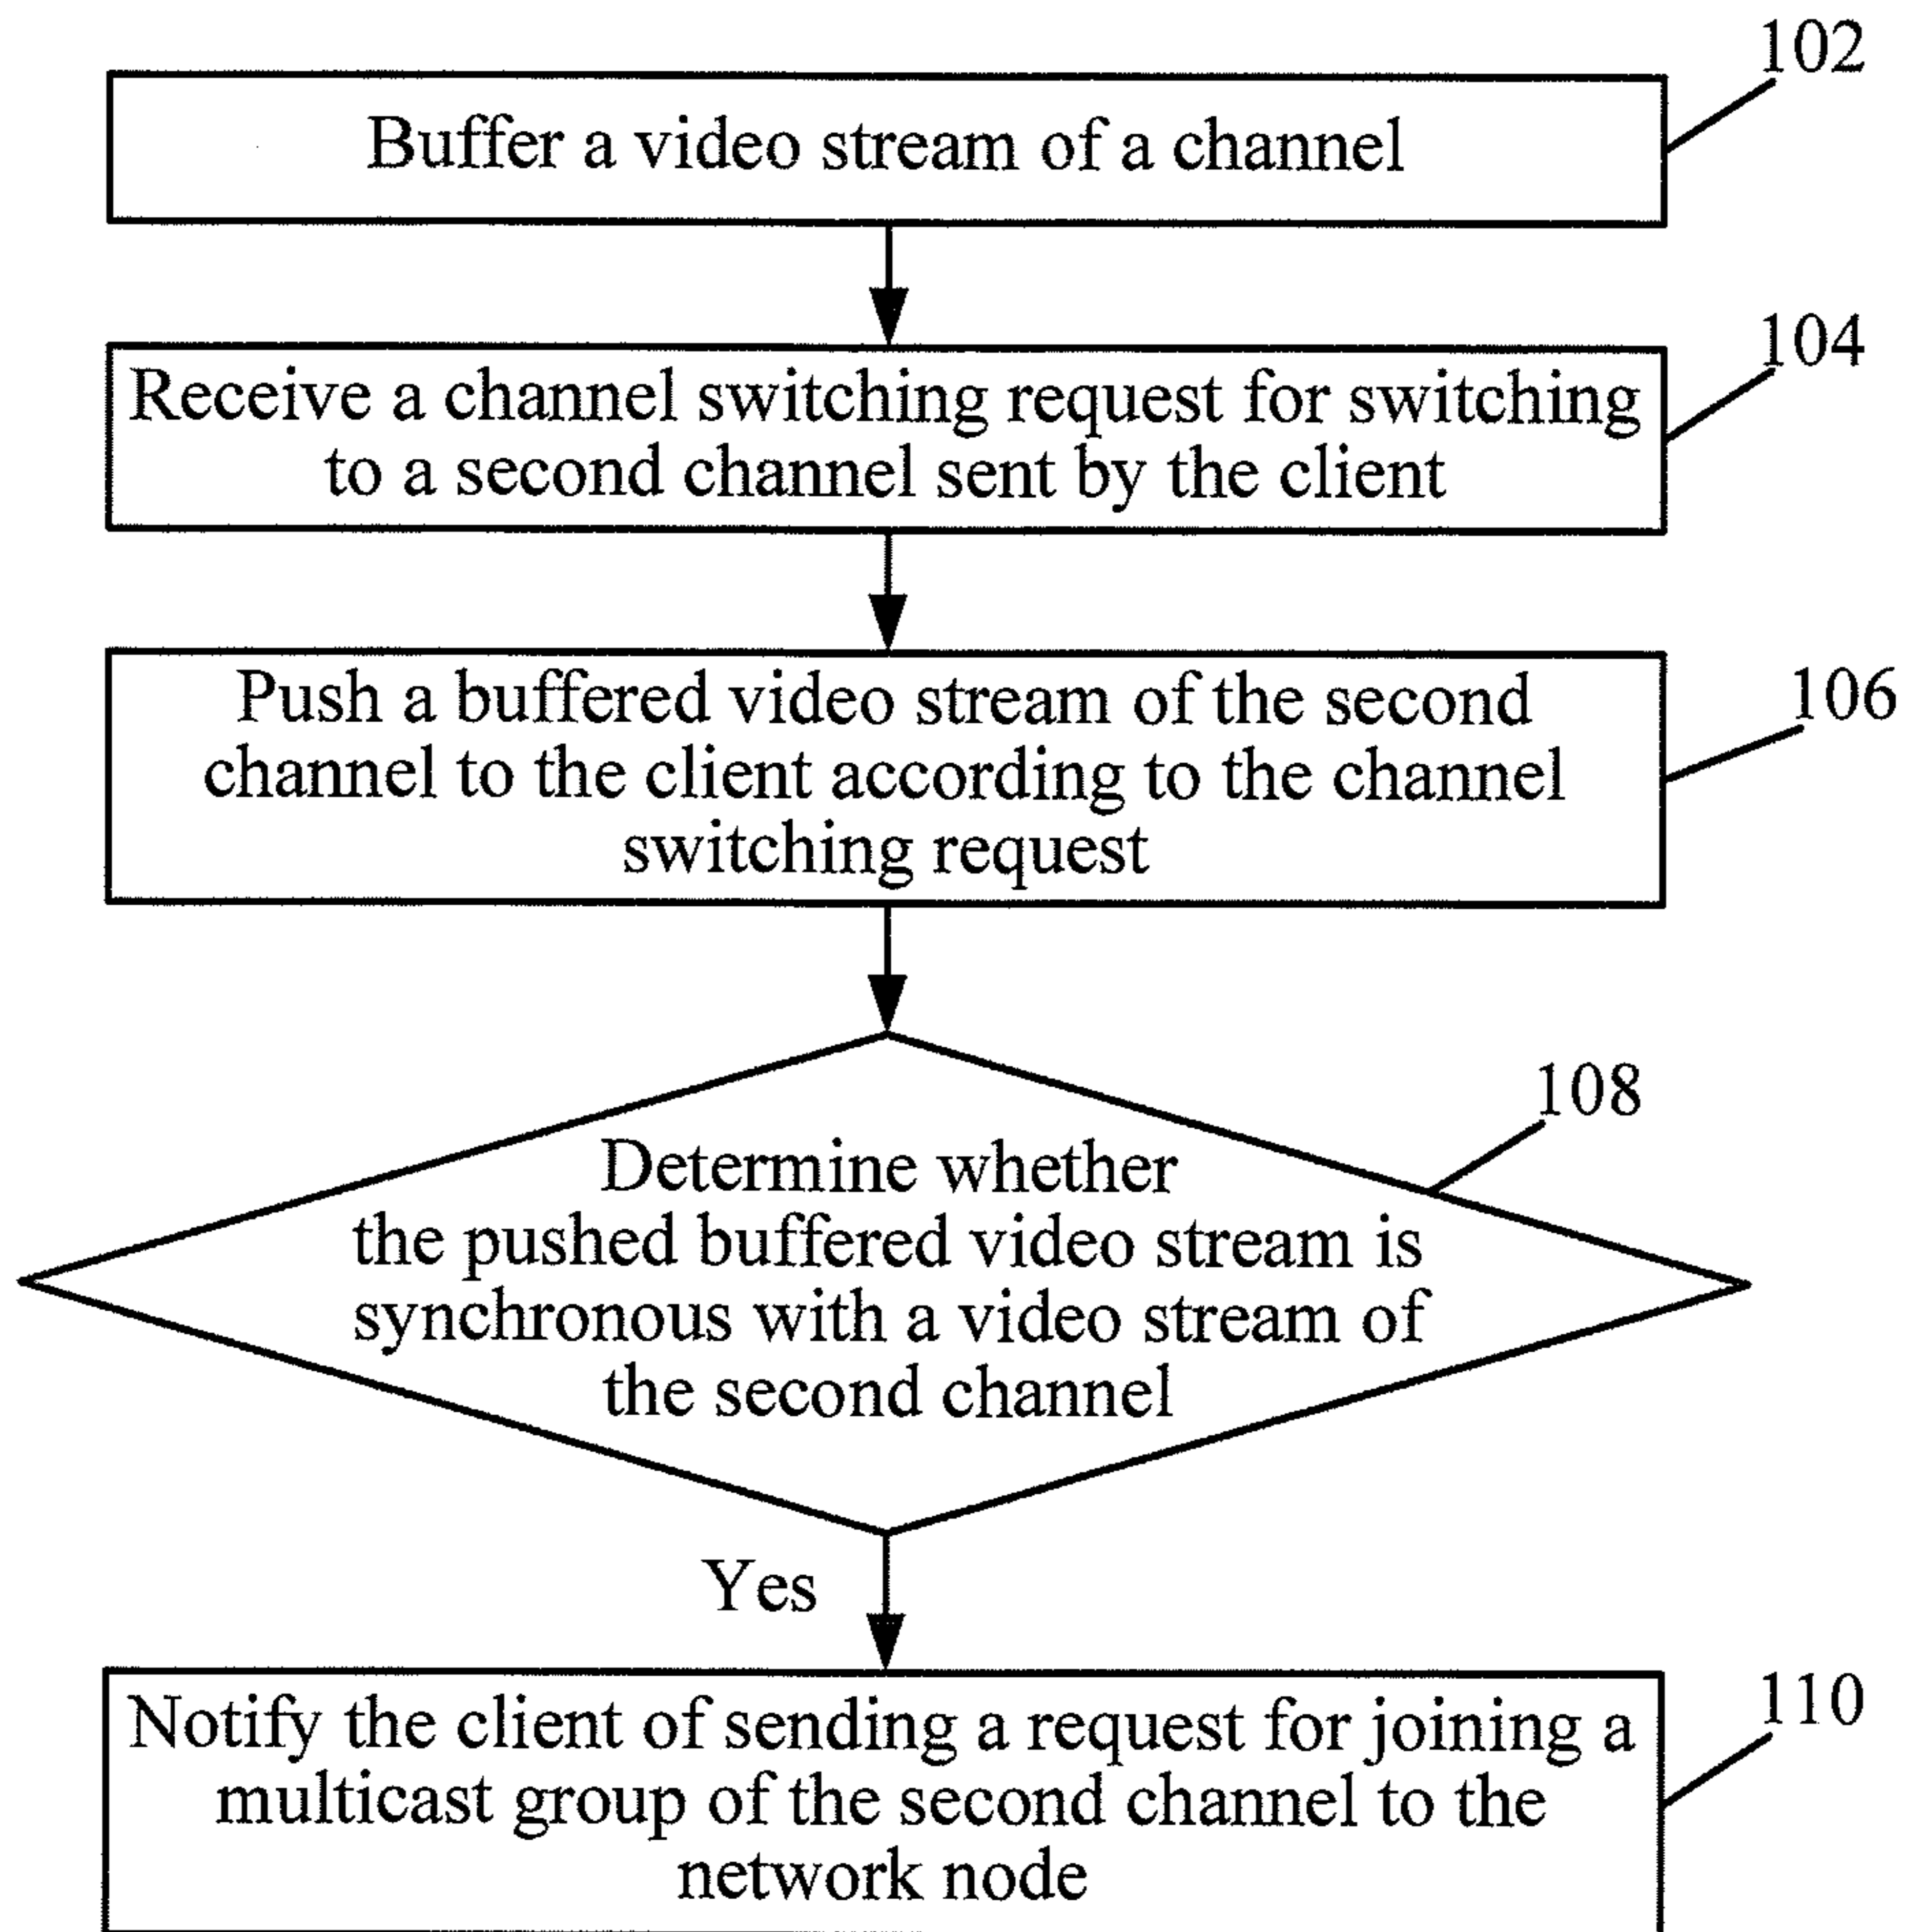 102
Buffer a video stream of a channel
104
Receive a channel switching request for switching
to a second channel sent by the client
106
Push a buffered video stream of the second
channel to the client according to the channel
switching request
108
Determine whether
the pushed buffered video stream is
synchronous with a video stream of
the second channel
Yes
110
Notify the client of sending a request for joining a
multicast group of the second channel to the
network node